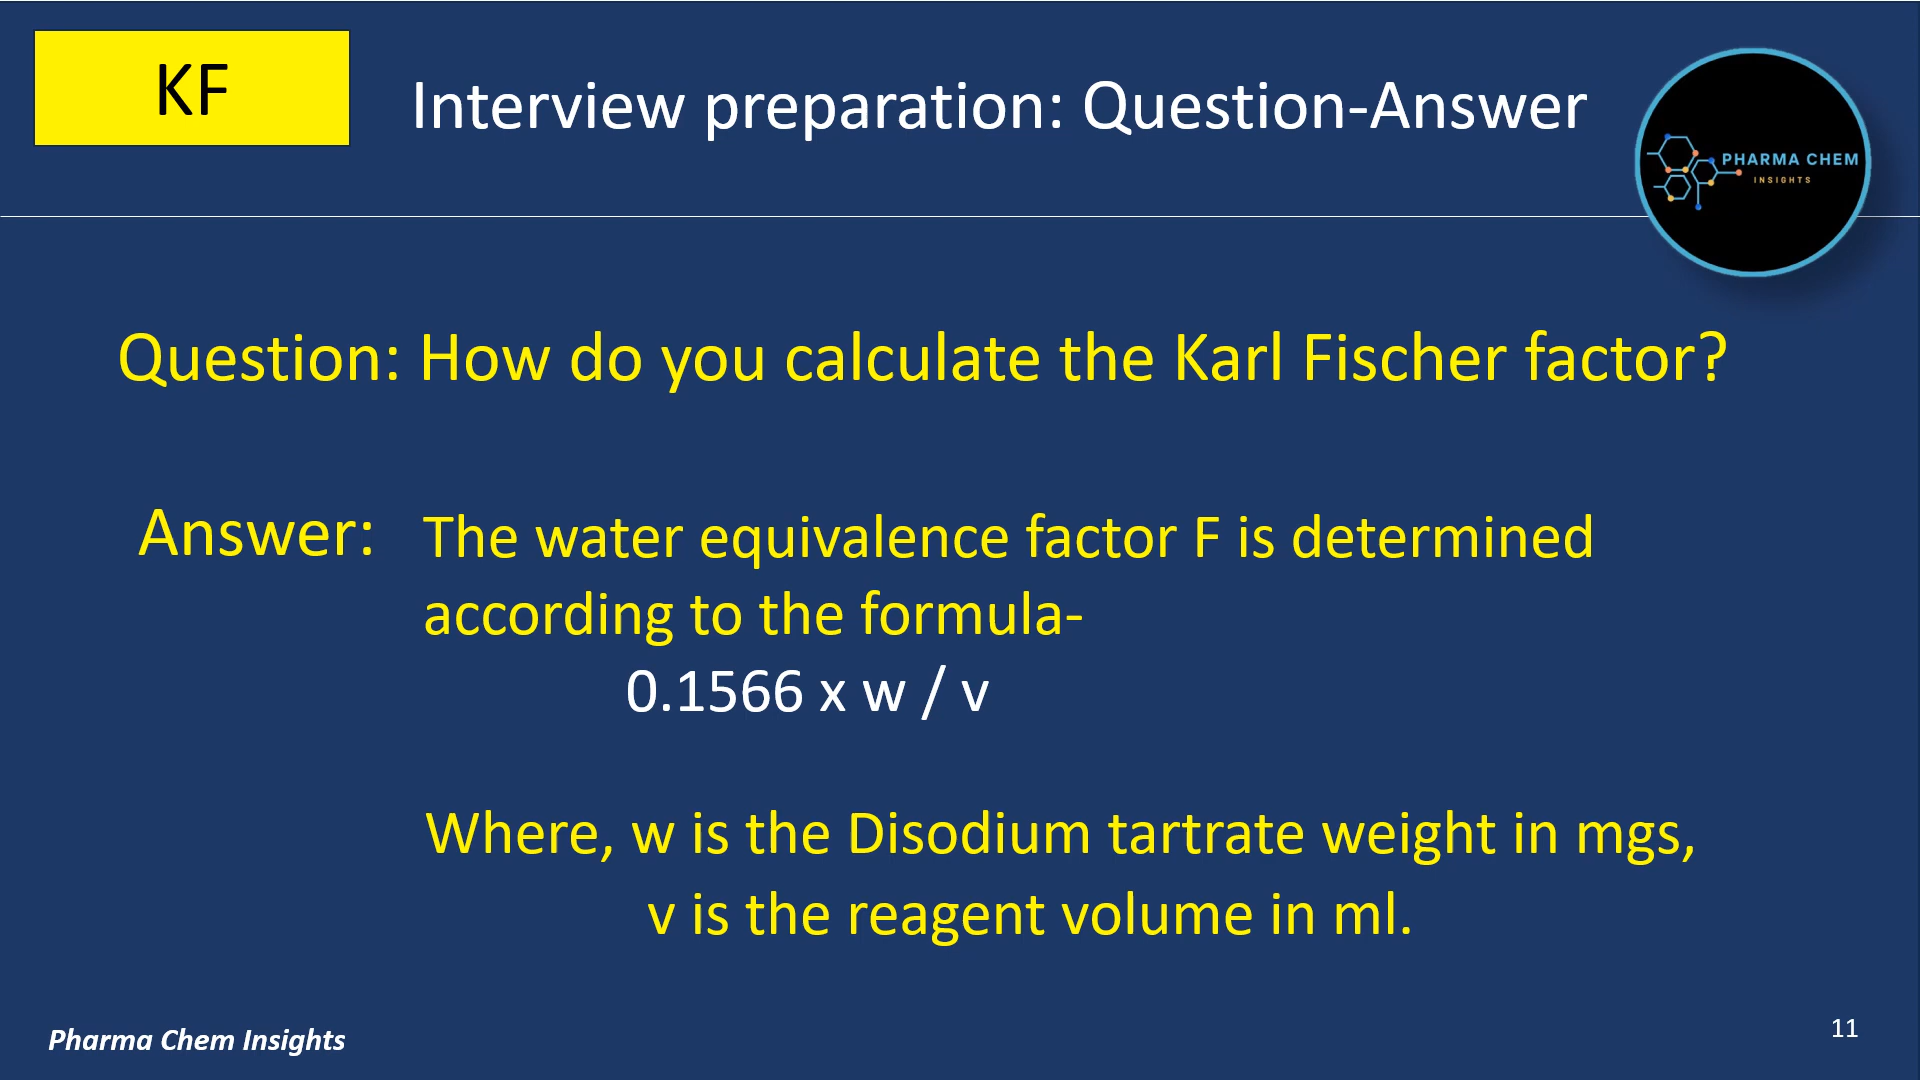 KF
Interview preparation: Question-Answer
PHARMA CHEM
INSIGHTS
Question: How do you calculate the Karl Fischer factor?
Answer: The water equivalence factor F is determined
according to the formula-
0.1566 x w / v
Where, w is the Disodium tartrate weight in mgs,
v is the reagent volume in ml.
Pharma Chem Insights
11